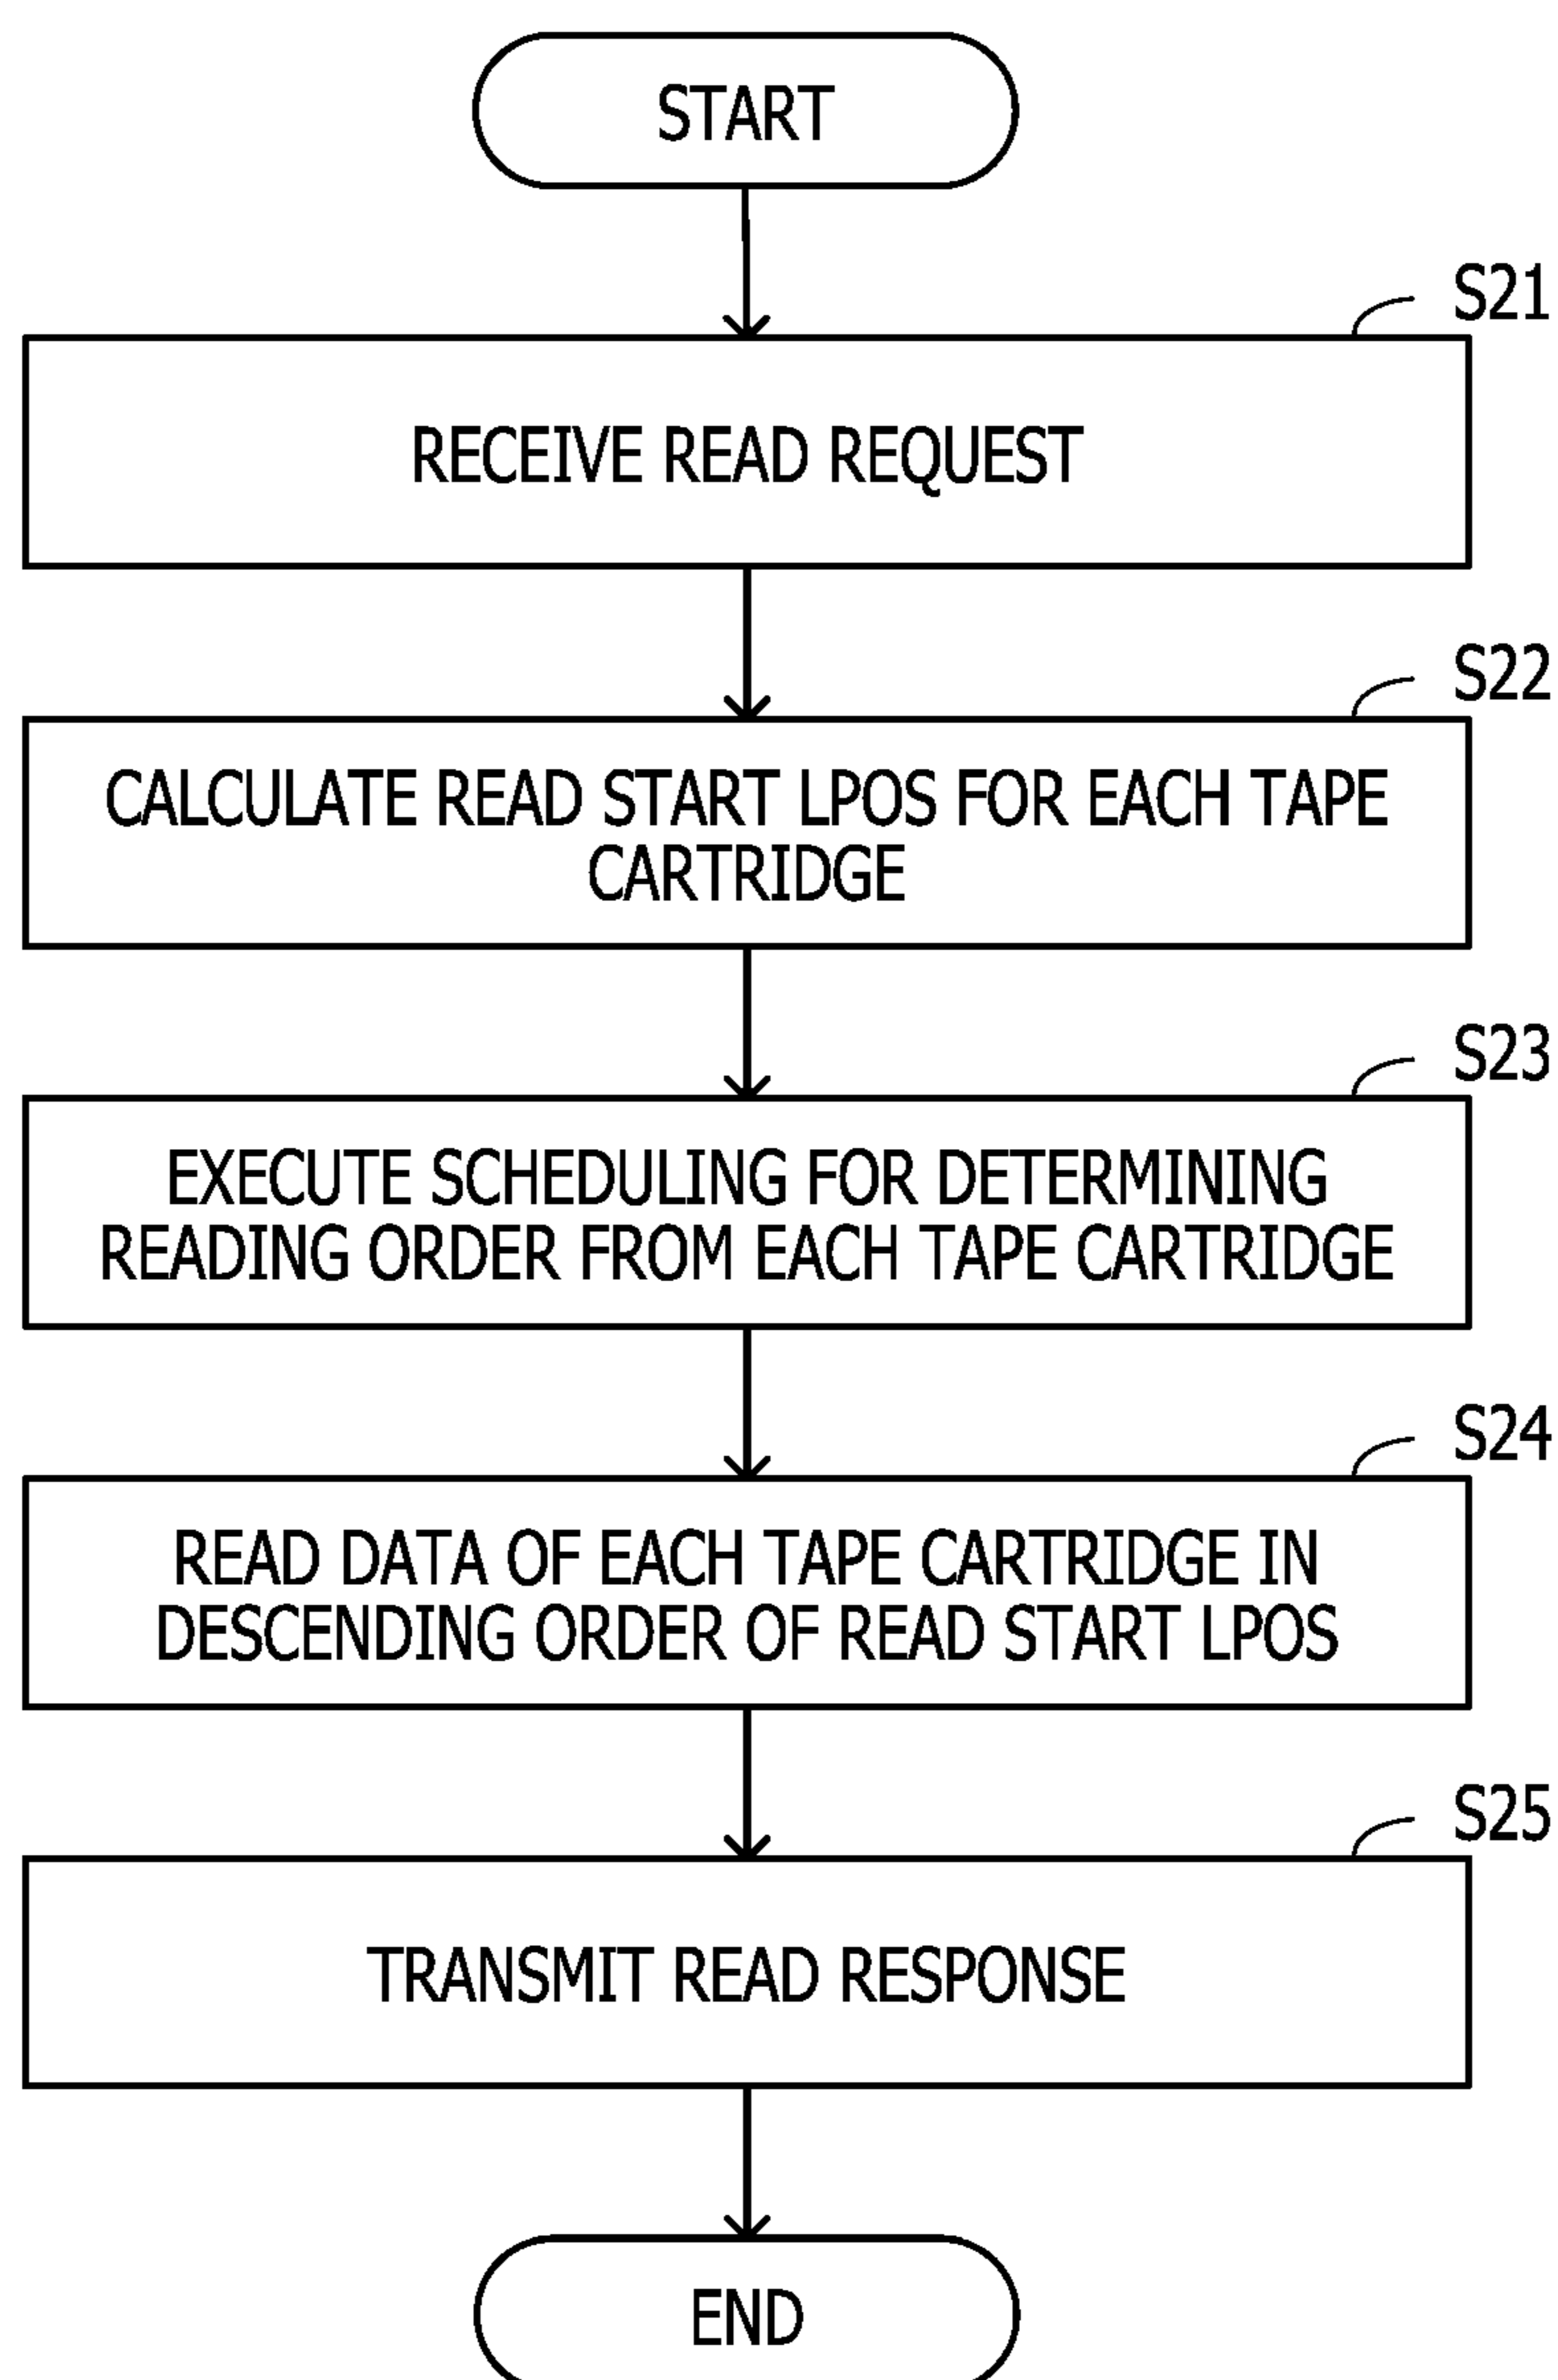 START
S21
RECEIVE READ REQUEST
S22
CALCULATE READ START LPOS FOR EACH TAPE
CARTRIDGE
S23
EXECUTE SCHEDULING FOR DETERMINING
READING ORDER FROM EACH TAPE CARTRIDGE
S24
READ DATA OF EACH TAPE CARTRIDGE IN
DESCENDING ORDER OF READ START LPOS
S25
TRANSMIT READ RESPONSE
END